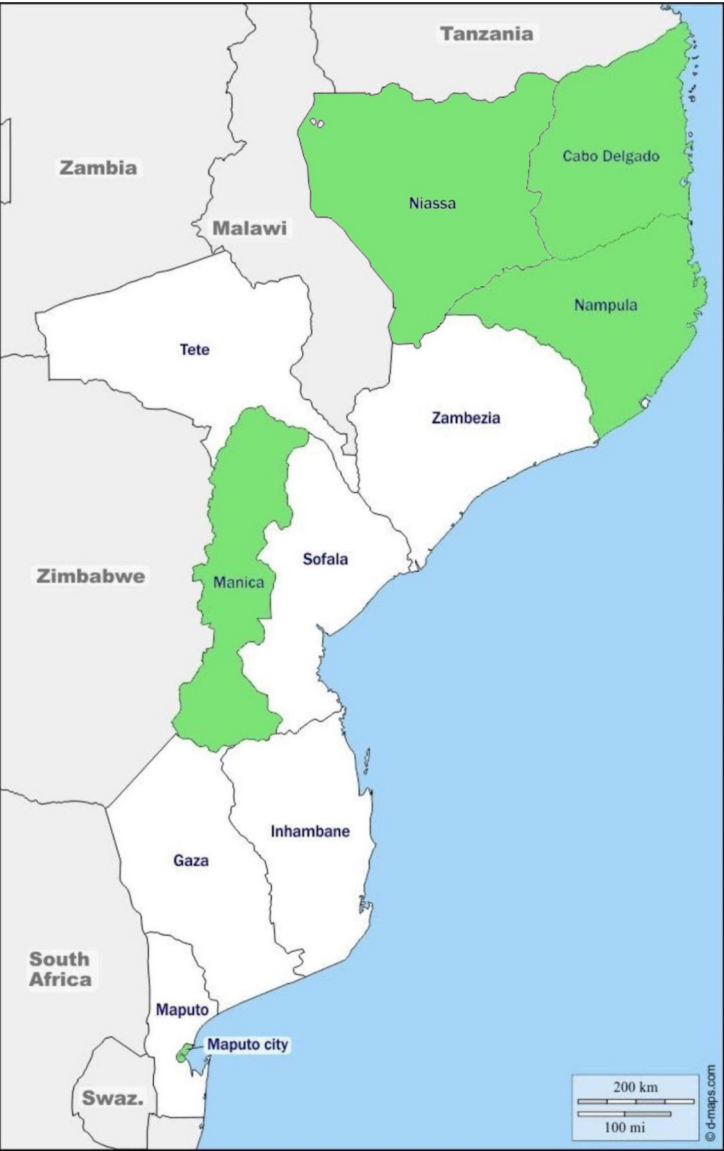 Tanzania
Cabo Delgado
Zambia
Niassa
Malawi
Nampula
Tete
Zambezia
Sofala
Zimbabwe
Manica
Inhambane
Gaza
South
Africa
Maputo
Maputo city
Swaz.
200 km
100 mi
© d-maps.com